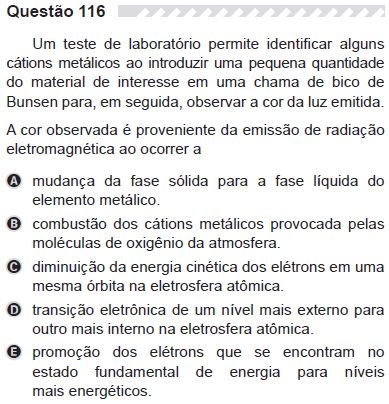 Questão 116
Um teste de laboratório permite identificar alguns
cátions metálicos ao introduzir uma pequena quantidade
do material de interesse em uma chama de bico de
Bunsen para, em seguida, observar a cor da luz emitida.
A cor observada é proveniente da emissão de radiação
eletromagnética ao ocorrer a
A mudança da fase sólida para a fase líquida do
elemento metálico.
B combustão dos cátions metálicos provocada pelas
moléculas de oxigênio da atmosfera.
C diminuição da energia cinética dos elétrons em uma
mesma órbita na eletrosfera atômica.
D transição eletrônica de um nível mais externo para
outro mais interno na eletrosfera atômica.
E promoção dos elétrons que se encontram no
estado fundamental de energia para níveis
mais energéticos.